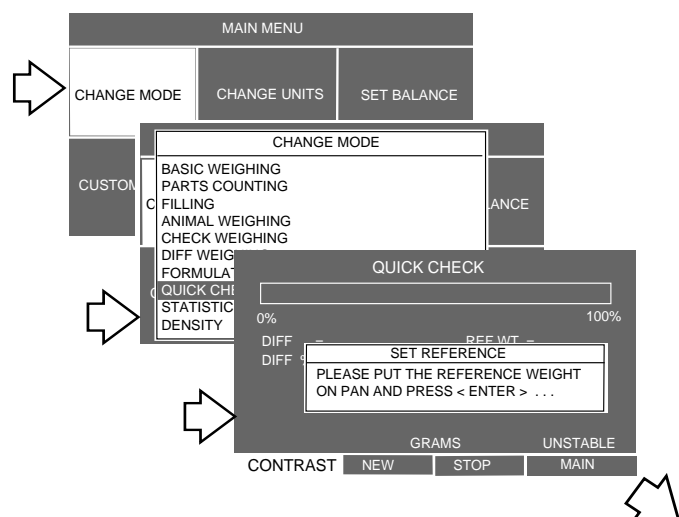 MAIN MENU
CHANGE MODE CHANGE UNITS SET BALANCE
CHANGE MODE
BASIC WEIGHING
PARTS COUNTING
FILLING
ANIMAL WEIGHING
CHECK WEIGHING
QUICK CHECK
0% 100%
DIFF – REF WT –
DIFF %
SET REFERENCE
PLEASE PUT THE REFERENCE WEIGHT
ON PAN AND PRESS < ENTER > . . .
DENSITY
GRAMS UNSTABLE
CONTRAST NEW STOP MAIN